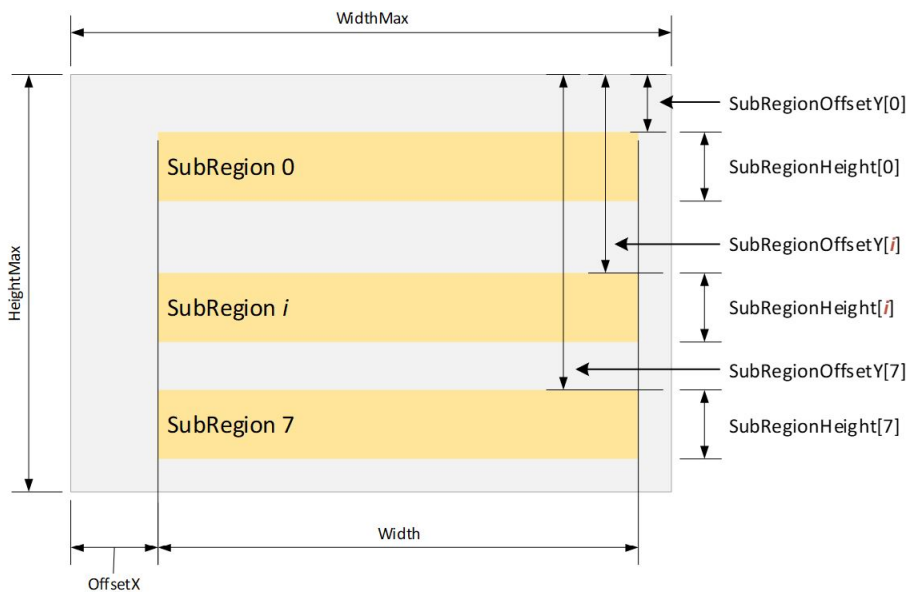 WidthMax
SubRegionOffsetY[0]
SubRegion 0
SubRegionHeight[0]
SubRegionOffsetY[i]
HeightMax
SubRegion i
SubRegionHeight[i]
SubRegionOffsetY[7]
SubRegion 7
SubRegionHeight[7]
Width
OffsetX